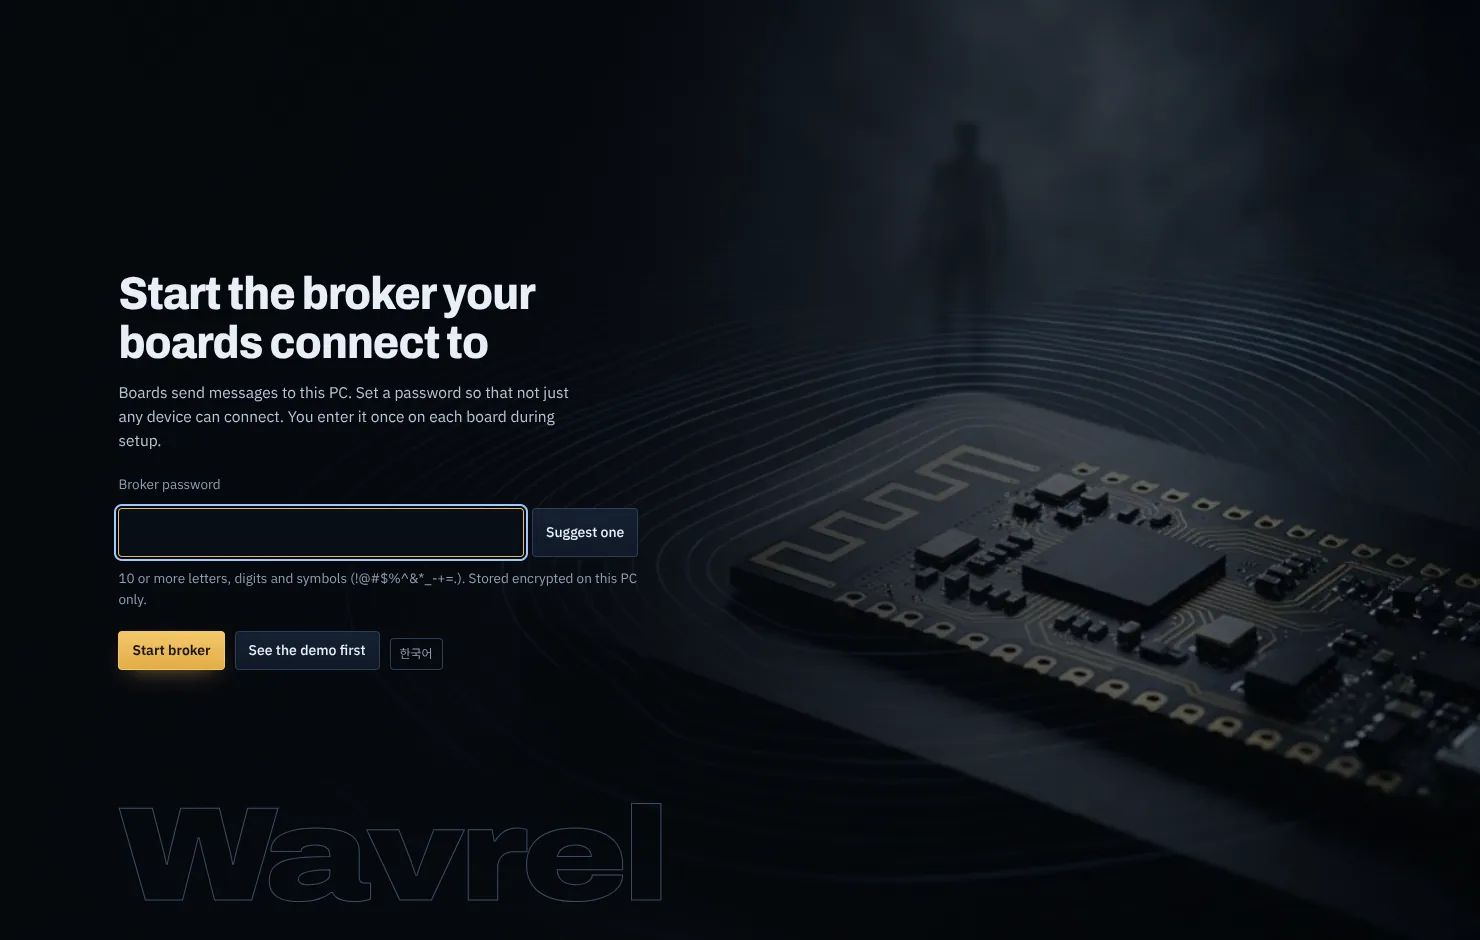 Start the broker your
boards connect to
Boards send messages to this PC. Set a password so that not just
any device can connect. You enter it once on each board during
setup.
Broker password
Suggest one
10 or more letters, digits and symbols (!@#$%^&*_-+=.). Stored encrypted on this PC
only.
Start broker
See the demo first
한국어
Wavrel